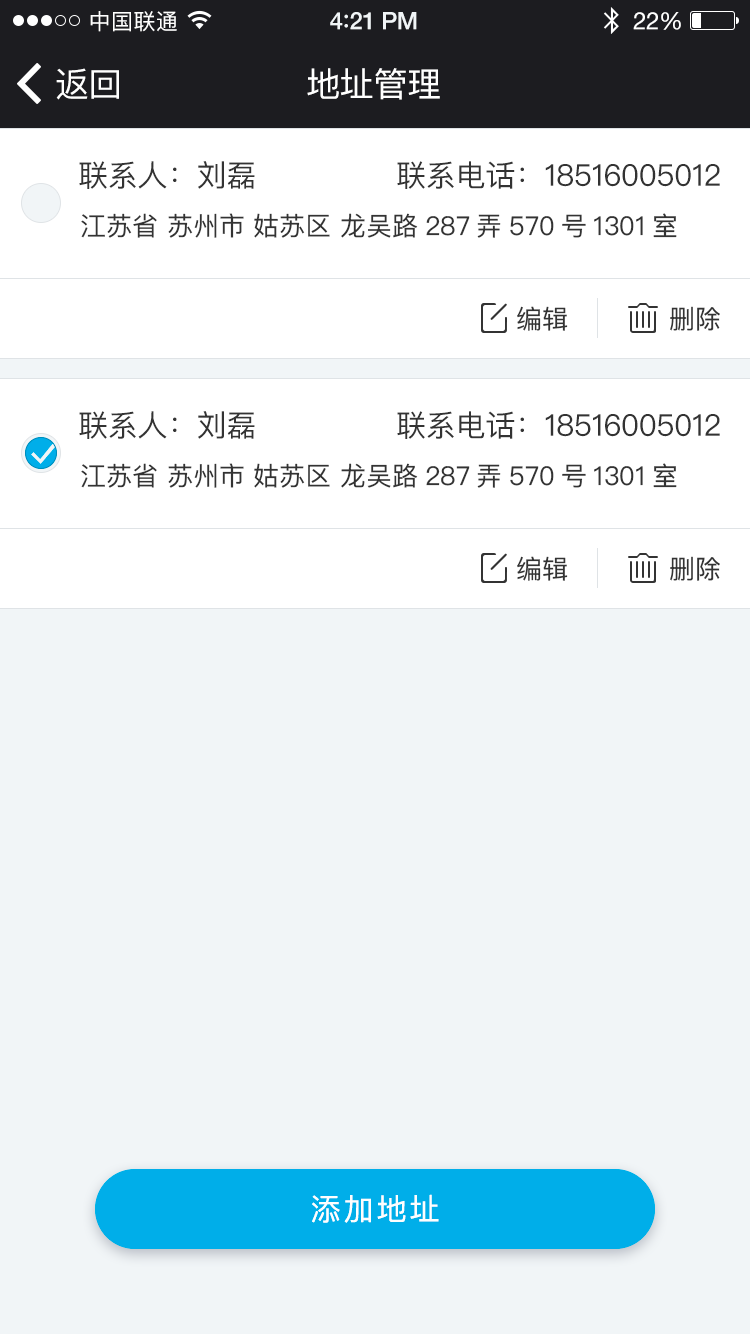 中国联通 4:21 PM 22%
返回 地址管理
联系人：刘磊 联系电话：18516005012
江苏省 苏州市 姑苏区 龙吴路 287 弄 570 号 1301 室
编辑 删除
联系人：刘磊 联系电话：18516005012
江苏省 苏州市 姑苏区 龙吴路 287 弄 570 号 1301 室
编辑 删除
添加地址